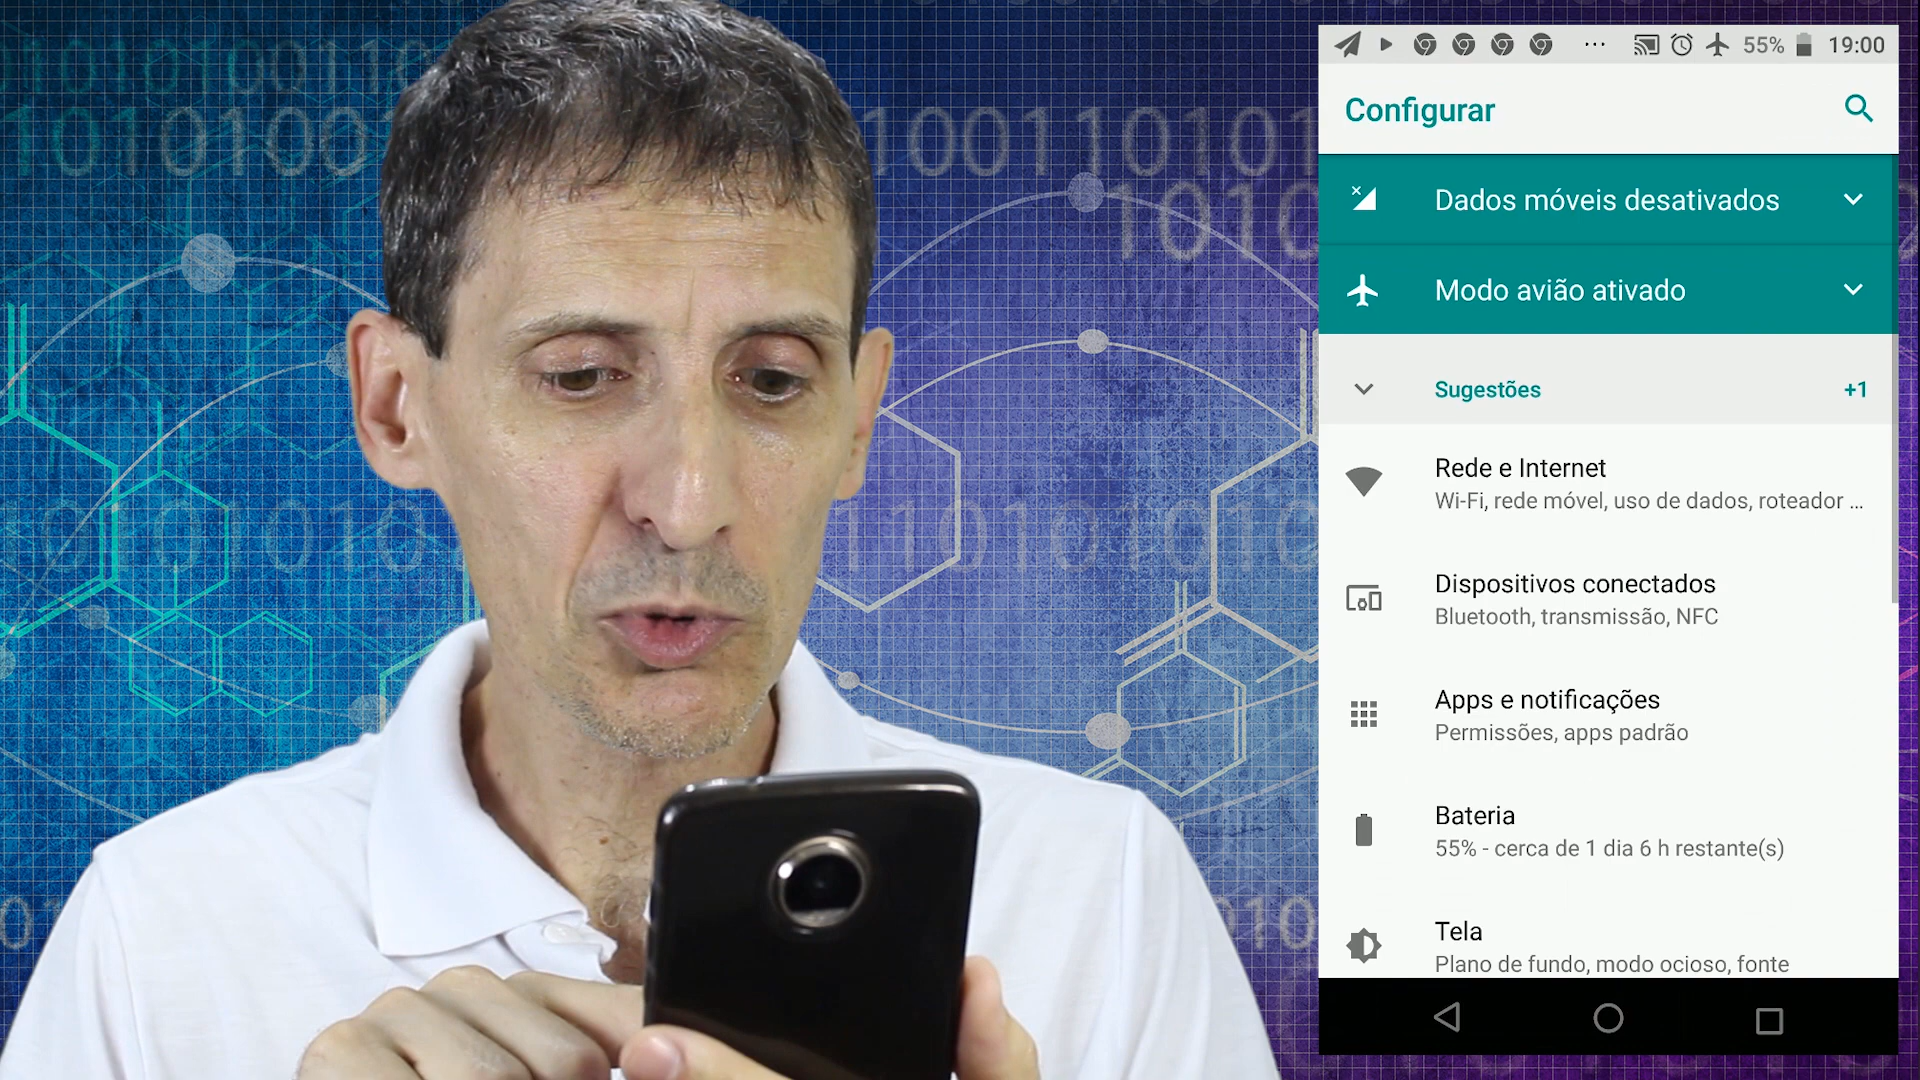 55% 19:00
Configurar
Dados móveis desativados
Modo avião ativado
Sugestões +1
Rede e Internet
Wi-Fi, rede móvel, uso de dados, roteador ...
Dispositivos conectados
Bluetooth, transmissão, NFC
Apps e notificações
Permissões, apps padrão
Bateria
55% - cerca de 1 dia 6 h restante(s)
Tela
Plano de fundo, modo ocioso, fonte